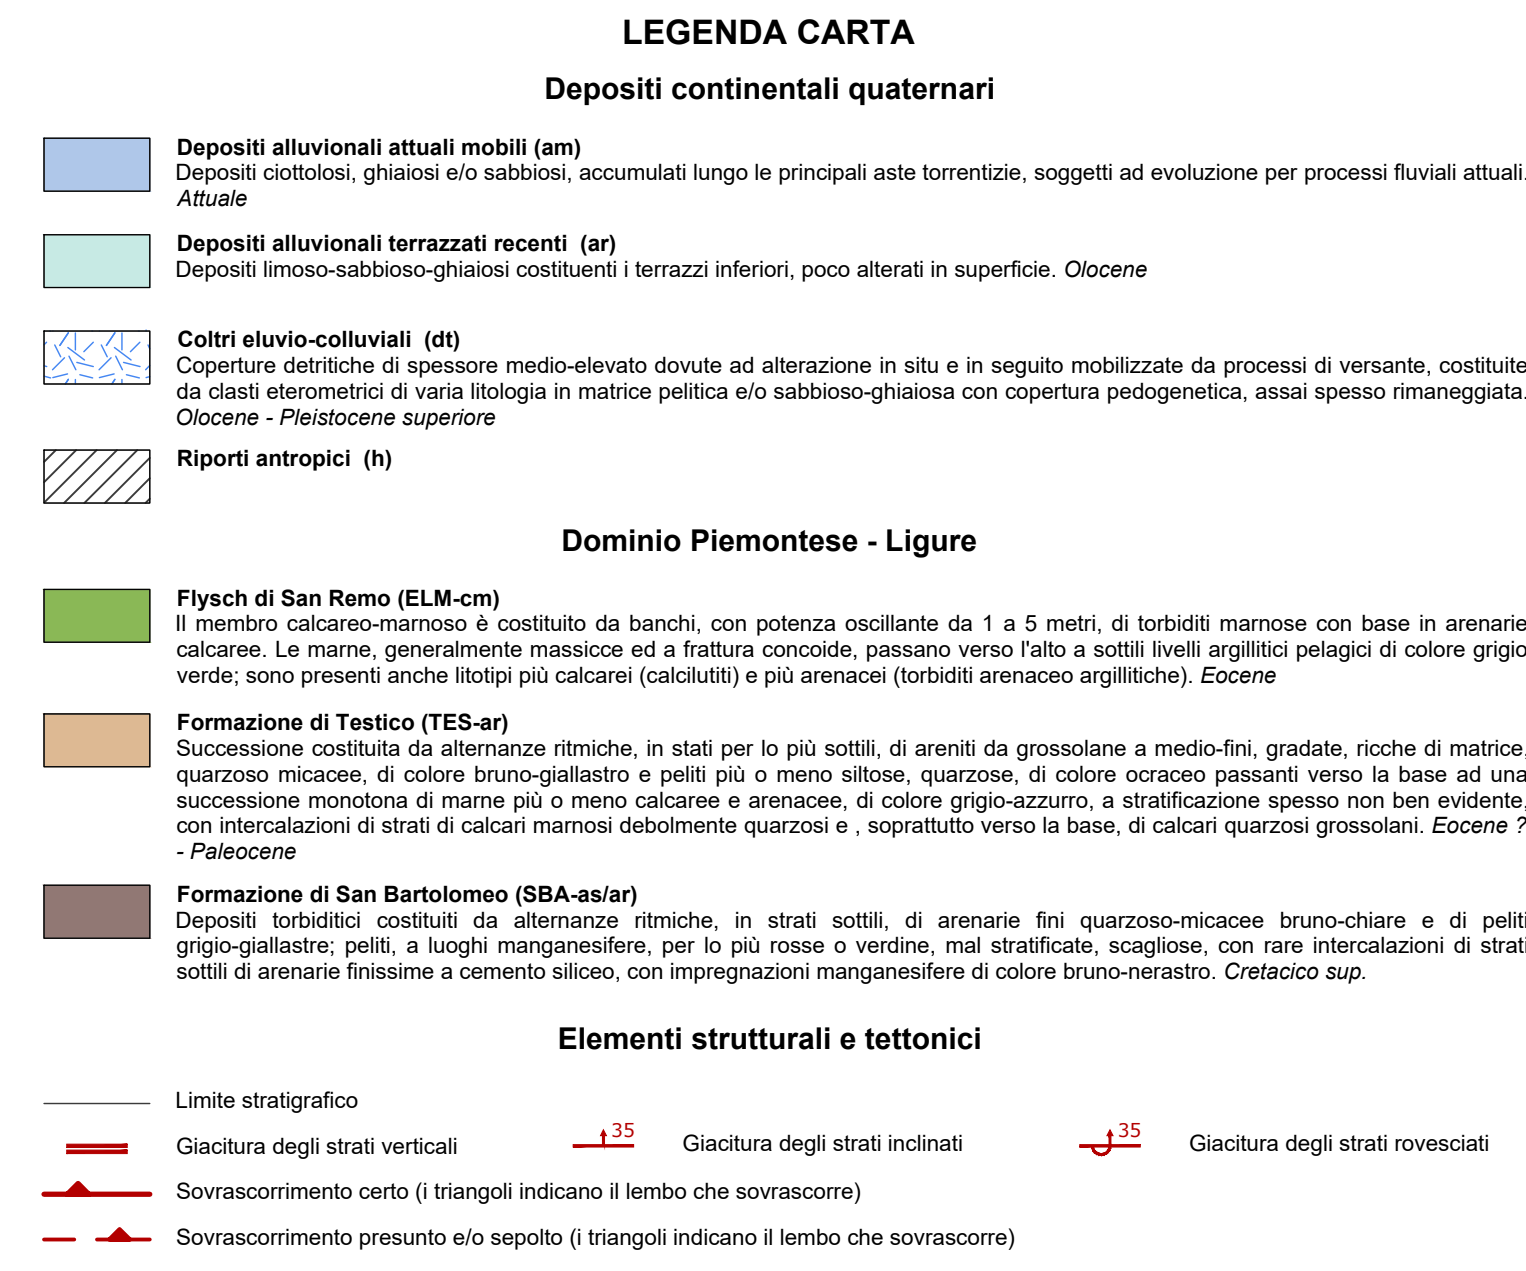 LEGENDA CARTA
Depositi continentali quaternari
Depositi alluvionali attuali mobili (am)
Depositi ciottolosi, ghiaiosi e/o sabbiosi, accumulati lungo le principali aste torrentizie, soggetti ad evoluzione per processi fluviali attuali.
Attuale
Depositi alluvionali terrazzati recenti (ar)
Depositi limoso-sabbioso-ghiaiosi costituenti i terrazzi inferiori, poco alterati in superficie. Olocene
Coltri eluvio-colluviali (dt)
Coperture detritiche di spessore medio-elevato dovute ad alterazione in situ e in seguito mobilizzate da processi di versante, costituite
da clasti eterometrici di varia litologia in matrice pelitica e/o sabbioso-ghiaiosa con copertura pedogenetica, assai spesso rimaneggiata.
Olocene - Pleistocene superiore
Riporti antropici (h)
Dominio Piemontese - Ligure
Flysch di San Remo (ELM-cm)
Il membro calcareo-marnoso è costituito da banchi, con potenza oscillante da 1 a 5 metri, di torbiditi marnose con base in arenarie
calcaree. Le marne, generalmente massicce ed a frattura concoide, passano verso l'alto a sottili livelli argillitici pelagici di colore grigio
verde; sono presenti anche litotipi più calcarei (calcilutiti) e più arenacei (torbiditi arenaceo argillitiche). Eocene
Formazione di Testico (TES-ar)
Successione costituita da alternanze ritmiche, in stati per lo più sottili, di areniti da grossolane a medio-fini, gradate, ricche di matrice,
quarzoso micacee, di colore bruno-giallastro e peliti più o meno siltose, quarzose, di colore ocraceo passanti verso la base ad una
successione monotona di marne più o meno calcaree e arenacee, di colore grigio-azzurro, a stratificazione spesso non ben evidente,
con intercalazioni di strati di calcari marnosi debolmente quarzosi e , soprattutto verso la base, di calcari quarzosi grossolani. Eocene ?
- Paleocene
Formazione di San Bartolomeo (SBA-as/ar)
Depositi torbiditici costituiti da alternanze ritmiche, in strati sottili, di arenarie fini quarzoso-micacee bruno-chiare e di peliti
grigio-giallastre; peliti, a luoghi manganesifere, per lo più rosse o verdine, mal stratificate, scagliose, con rare intercalazioni di strati
sottili di arenarie finissime a cemento siliceo, con impregnazioni manganesifere di colore bruno-nerastro. Cretacico sup.
Elementi strutturali e tettonici
Limite stratigrafico
Giacitura degli strati verticali 35 Giacitura degli strati inclinati 35 Giacitura degli strati rovesciati
Sovrascorrimento certo (i triangoli indicano il lembo che sovrascorre)
Sovrascorrimento presunto e/o sepolto (i triangoli indicano il lembo che sovrascorre)